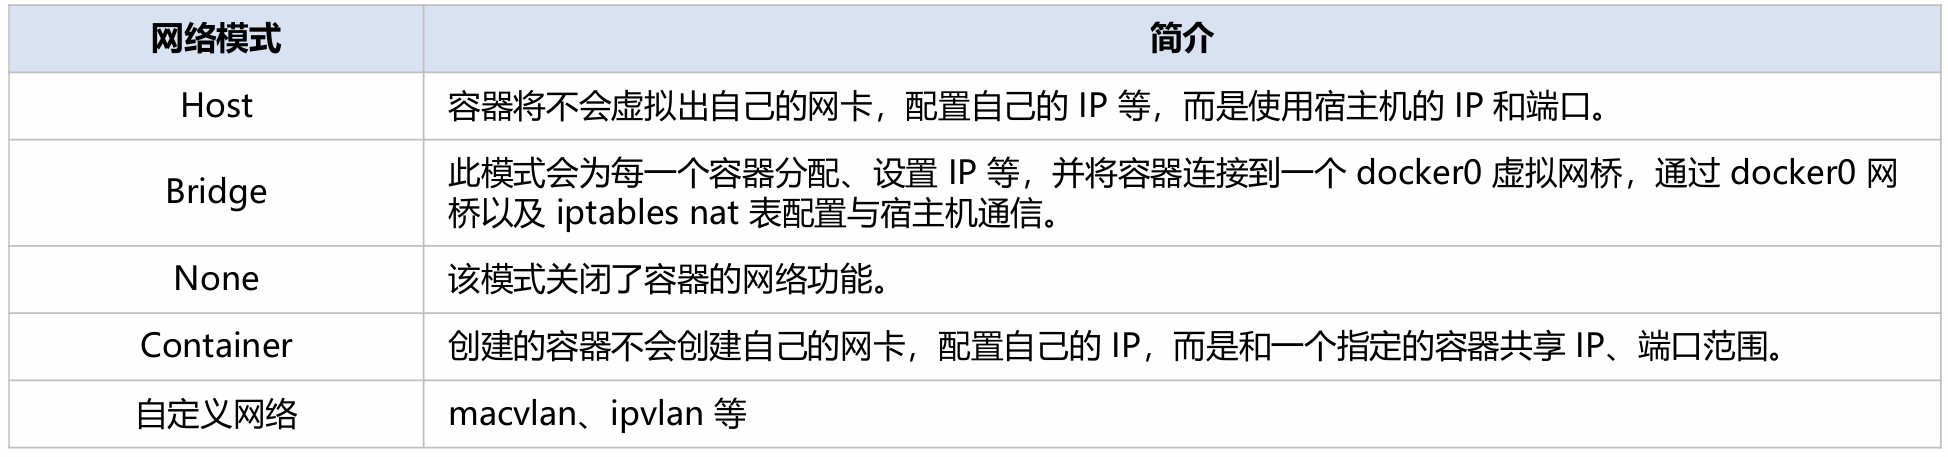 网络模式
简介
Host
容器将不会虚拟出自己的网卡，配置自己的 IP 等，而是使用宿主机的 IP 和端口。
Bridge
此模式会为每一个容器分配、设置 IP 等，并将容器连接到一个 docker0 虚拟网桥，通过 docker0 网
桥以及 iptables nat 表配置与宿主机通信。
None
该模式关闭了容器的网络功能。
Container
创建的容器不会创建自己的网卡，配置自己的 IP，而是和一个指定的容器共享 IP、端口范围。
自定义网络
macvlan、ipvlan 等